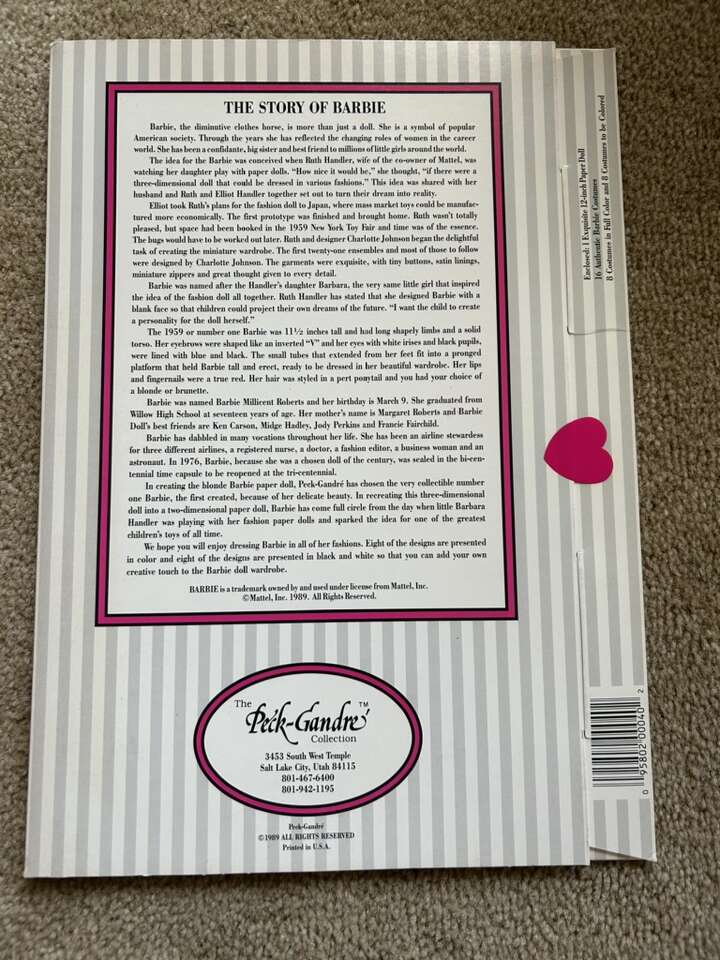 THE STORY OF BARBIE
Barbie, the diminutive clothes horse, is more than just a doll. She is a symbol of popular
American society. Through the years she has reflected the changing roles of women in the career
world. She has been a confidante, big sister and best friend to millions of little girls around the world.
The idea for the Barbie was conceived when Ruth Handler, wife of the co-owner of Mattel, was
watching her daughter play with paper dolls. "How nice it would be," she thought, "if there were a
three-dimensional doll that could be dressed in various fashions." This idea was shared with her
husband and Ruth and Elliot Handler together set out to turn their dream into reality.
Elliot took Ruth's plans for the fashion doll to Japan, where mass market toys could be manufac-
tured more economically. The first prototype was finished and brought home. Ruth wasn't totally
pleased, but space had been booked in the 1959 New York Toy Fair and time was of the essence.
The bugs would have to be worked out later. Ruth and designer Charlotte Johnson began the delightful
task of creating the miniature wardrobe. The first twenty-one ensembles and most of those to follow
were designed by Charlotte Johnson. The garments were exquisite, with tiny buttons, satin linings,
miniature zippers and great thought given to every detail.
Barbie was named after the Handler's daughter Barbara, the very same little girl that inspired
the idea of the fashion doll all together. Ruth Handler has stated that she designed Barbie with a
blank face so that children could project their own dreams of the future. "I want the child to create
a personality for the doll herself."
The 1959 or number one Barbie was 11½ inches tall and had long shapely limbs and a solid
torso. Her eyebrows were shaped like an inverted "V" and her eyes with white irises and black pupils,
were lined with blue and black. The small tubes that extended from her feet fit into a pronged
platform that held Barbie tall and erect, ready to be dressed in her beautiful wardrobe. Her lips
and fingernails were a true red. Her hair was styled in a pert ponytail and you had your choice of
a blonde or brunette.
Barbie was named Barbie Millicent Roberts and her birthday is March 9. She graduated from
Willow High School at seventeen years of age. Her mother's name is Margaret Roberts and Barbie
Doll's best friends are Ken Carson, Midge Hadley, Jody Perkins and Francie Fairchild.
Barbie has dabbled in many vocations throughout her life. She has been an airline stewardess
for three different airlines, a registered nurse, a doctor, a fashion editor, a business woman and an
astronaut. In 1976, Barbie, because she was a chosen doll of the century, was sealed in the bi-cen-
tennial time capsule to be reopened at the tri-centennial.
In creating the blonde Barbie paper doll, Peck-Gandré has chosen the very collectible number
one Barbie, the first created, because of her delicate beauty. In recreating this three-dimensional
doll into a two-dimensional paper doll, Barbie has come full circle from the day when little Barbara
Handler was playing with her fashion paper dolls and sparked the idea for one of the greatest
children's toys of all time.
We hope you will enjoy dressing Barbie in all of her fashions. Eight of the designs are presented
in color and eight of the designs are presented in black and white so that you can add your own
creative touch to the Barbie doll wardrobe.
BARBIE is a trademark owned by and used under license from Mattel, Inc.
©Mattel, Inc. 1989. All Rights Reserved.
The
Peck-Gandré™
Collection
3453 South West Temple
Salt Lake City, Utah 84115
801-467-6400
801-942-1195
Peck-Gandré
©1989 ALL RIGHTS RESERVED
Printed in U.S.A.
Enclosed: 1 Exquisite 12-inch Paper Doll
16 Authentic Barbie Costumes
8 Costumes in Full Color and 8 Costumes to be Colored
0 95802 00040 2